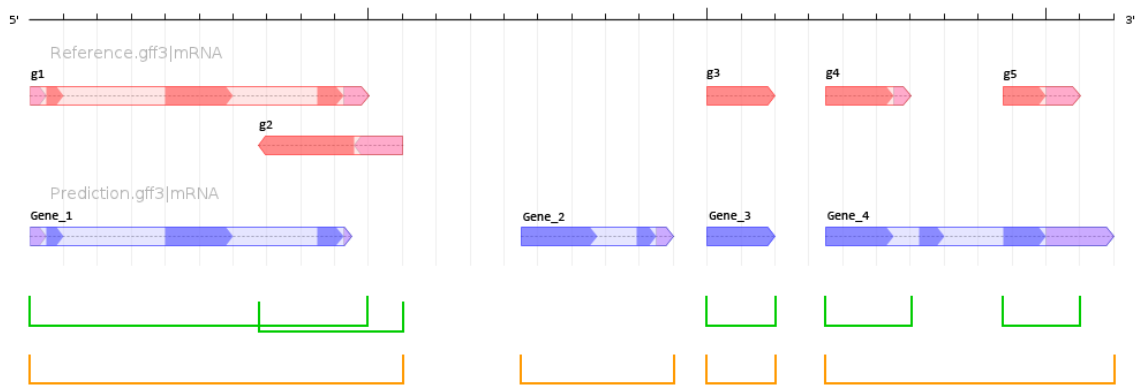 5' 3'
Reference.gff3|mRNA
g1 g3 g4 g5
g2
Prediction.gff3|mRNA
Gene_1 Gene_2 Gene_3 Gene_4